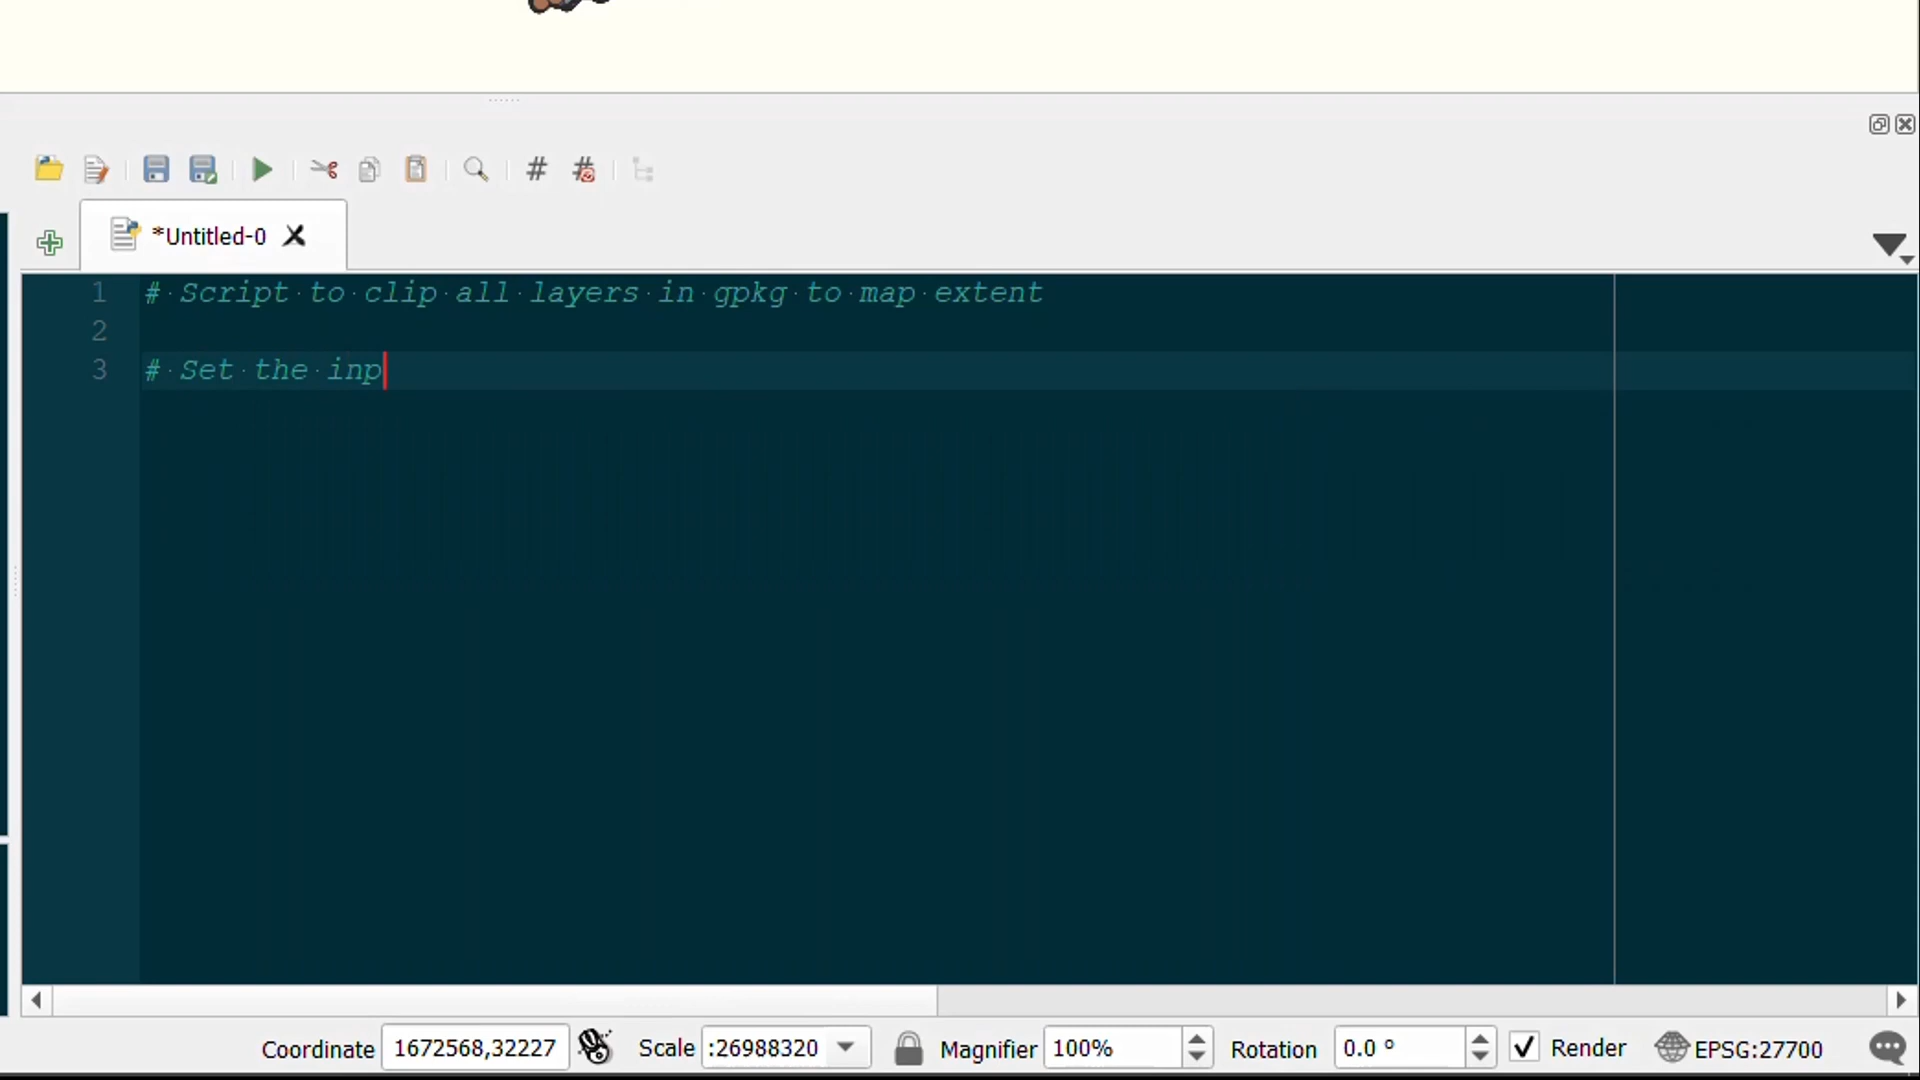 *Untitled-0
1 # Script to clip all layers in gpkg to map extent
2
3 # Set the inp
Coordinate 1672568,32227 Scale :26988320 Magnifier 100% Rotation 0.0 ° Render EPSG:27700